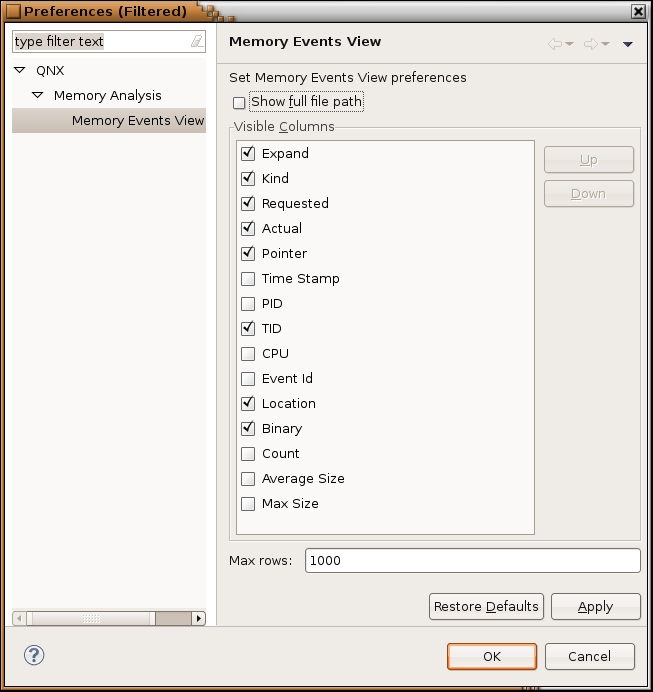 Preferences (Filtered)
type filter text
QNX
Memory Analysis
Memory Events View
Memory Events View
Set Memory Events View preferences
Show full file path
Visible Columns
Expand
Kind
Requested
Actual
Pointer
Time Stamp
PID
TID
CPU
Event Id
Location
Binary
Count
Average Size
Max Size
Up
Down
Max rows: 1000
Restore Defaults Apply
?
OK Cancel